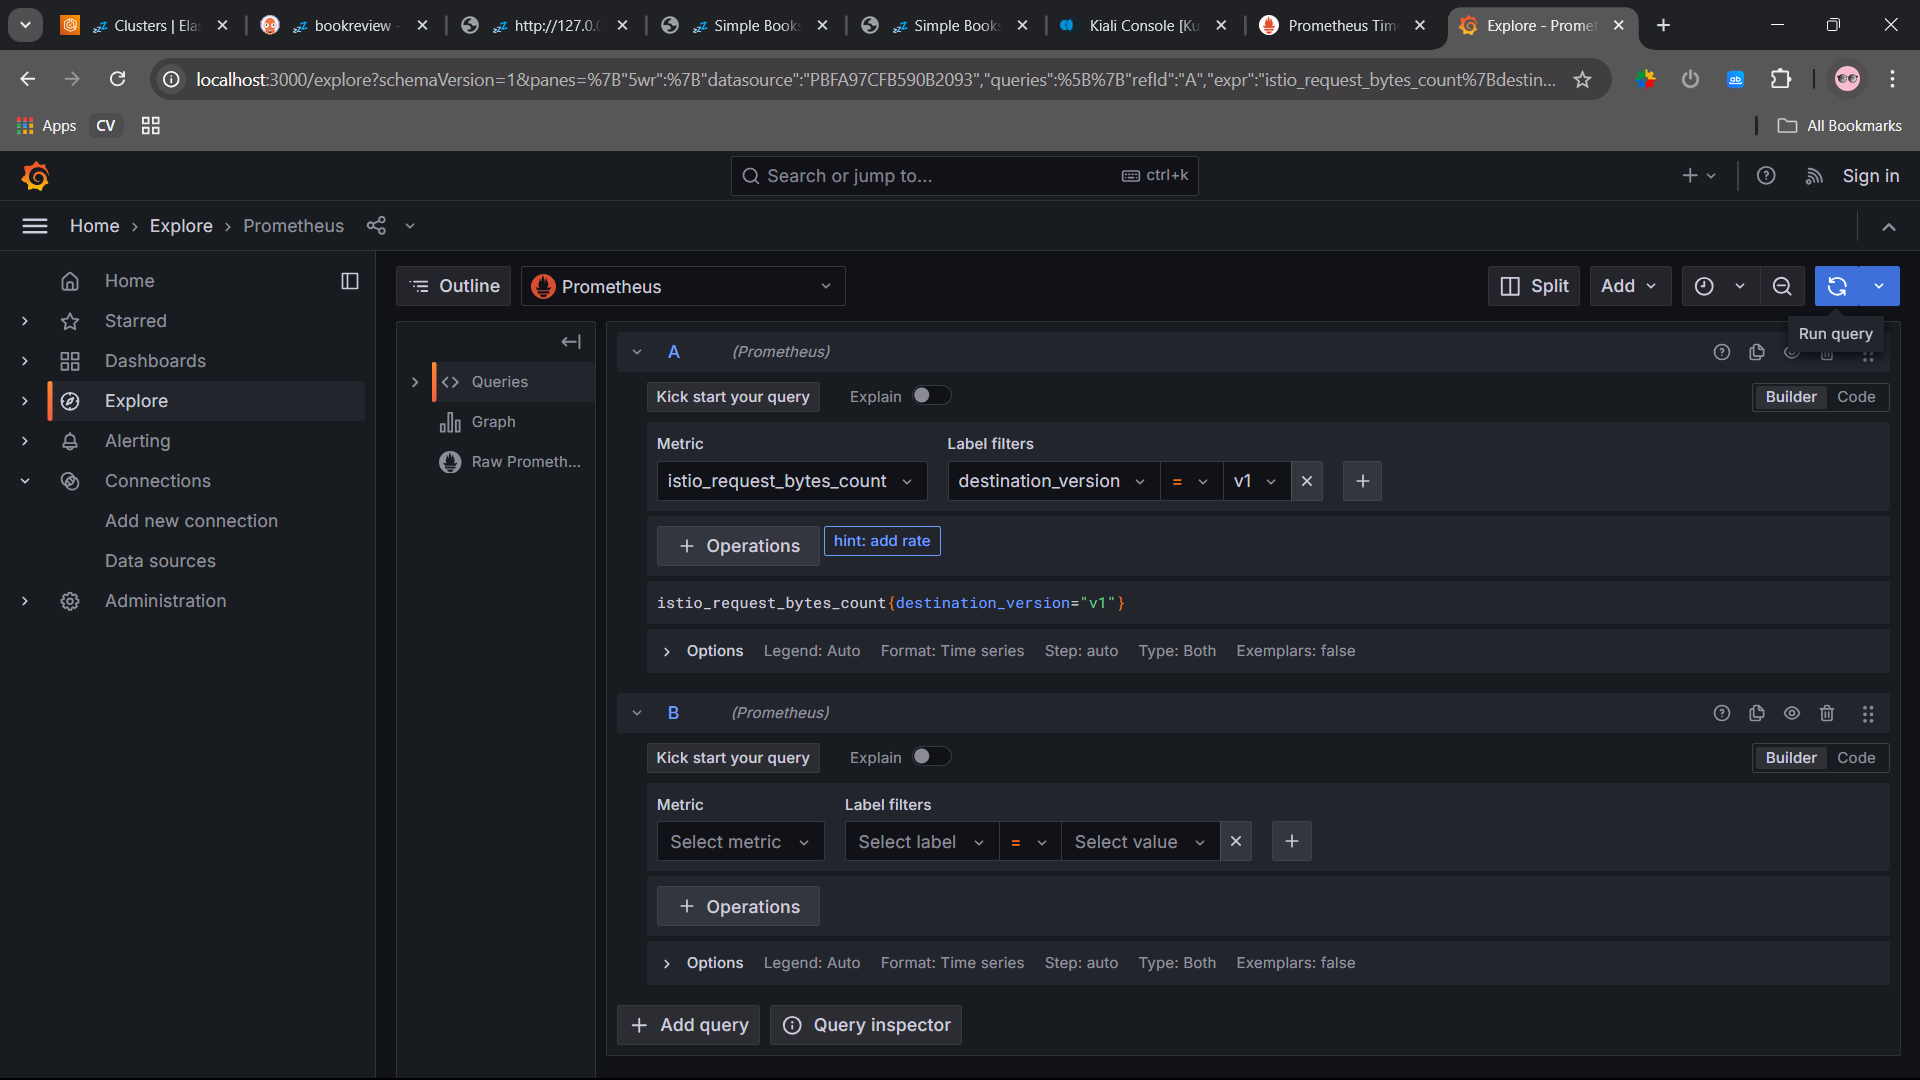 Clusters | Ela
bookreview -
http://127.0.0
Simple Books
Simple Books
Kiali Console [Ku
Prometheus Tim
Explore - Promet
localhost:3000/explore?schemaVersion=1&panes=%7B"5wr":%7B"datasource":"PBFA97CFB590B2093","queries":%5B%7B"refId":"A","expr":"istio_request_bytes_count%7Bdestin...
Apps
CV
All Bookmarks
Search or jump to...
ctrl+k
Sign in
Home › Explore › Prometheus
Home
Starred
Dashboards
Explore
Alerting
Connections
Add new connection
Data sources
Administration
Outline
Prometheus
Split
Add
Run query
Queries
Graph
Raw Prometh...
A (Prometheus)
Kick start your query
Explain
Builder
Code
Metric
Label filters
istio_request_bytes_count
destination_version
=
v1
+ Operations
hint: add rate
istio_request_bytes_count{destination_version="v1"}
Options Legend: Auto Format: Time series Step: auto Type: Both Exemplars: false
B (Prometheus)
Kick start your query
Explain
Builder
Code
Metric
Label filters
Select metric
Select label
=
Select value
+ Operations
Options Legend: Auto Format: Time series Step: auto Type: Both Exemplars: false
+ Add query
Query inspector